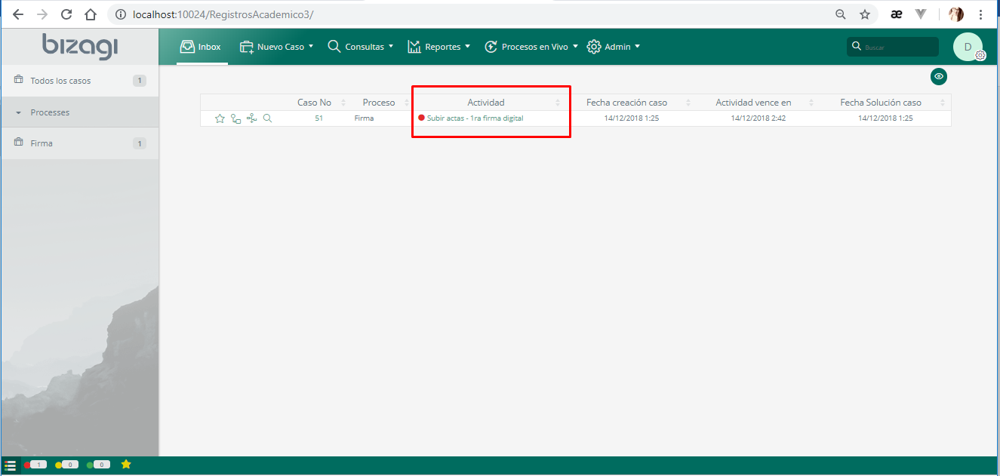 localhost:10024/RegistrosAcademico3/
bizagi
Inbox
Nuevo Caso
Consultas
Reportes
Procesos en Vivo
Admin
Buscar
D
Todos los casos 1
Processes
Firma 1
Caso No Proceso Actividad Fecha creación caso Actividad vence en Fecha Solución caso
51 Firma Subir actas - 1ra firma digital 14/12/2018 1:25 14/12/2018 2:42 14/12/2018 1:25
1 0 0